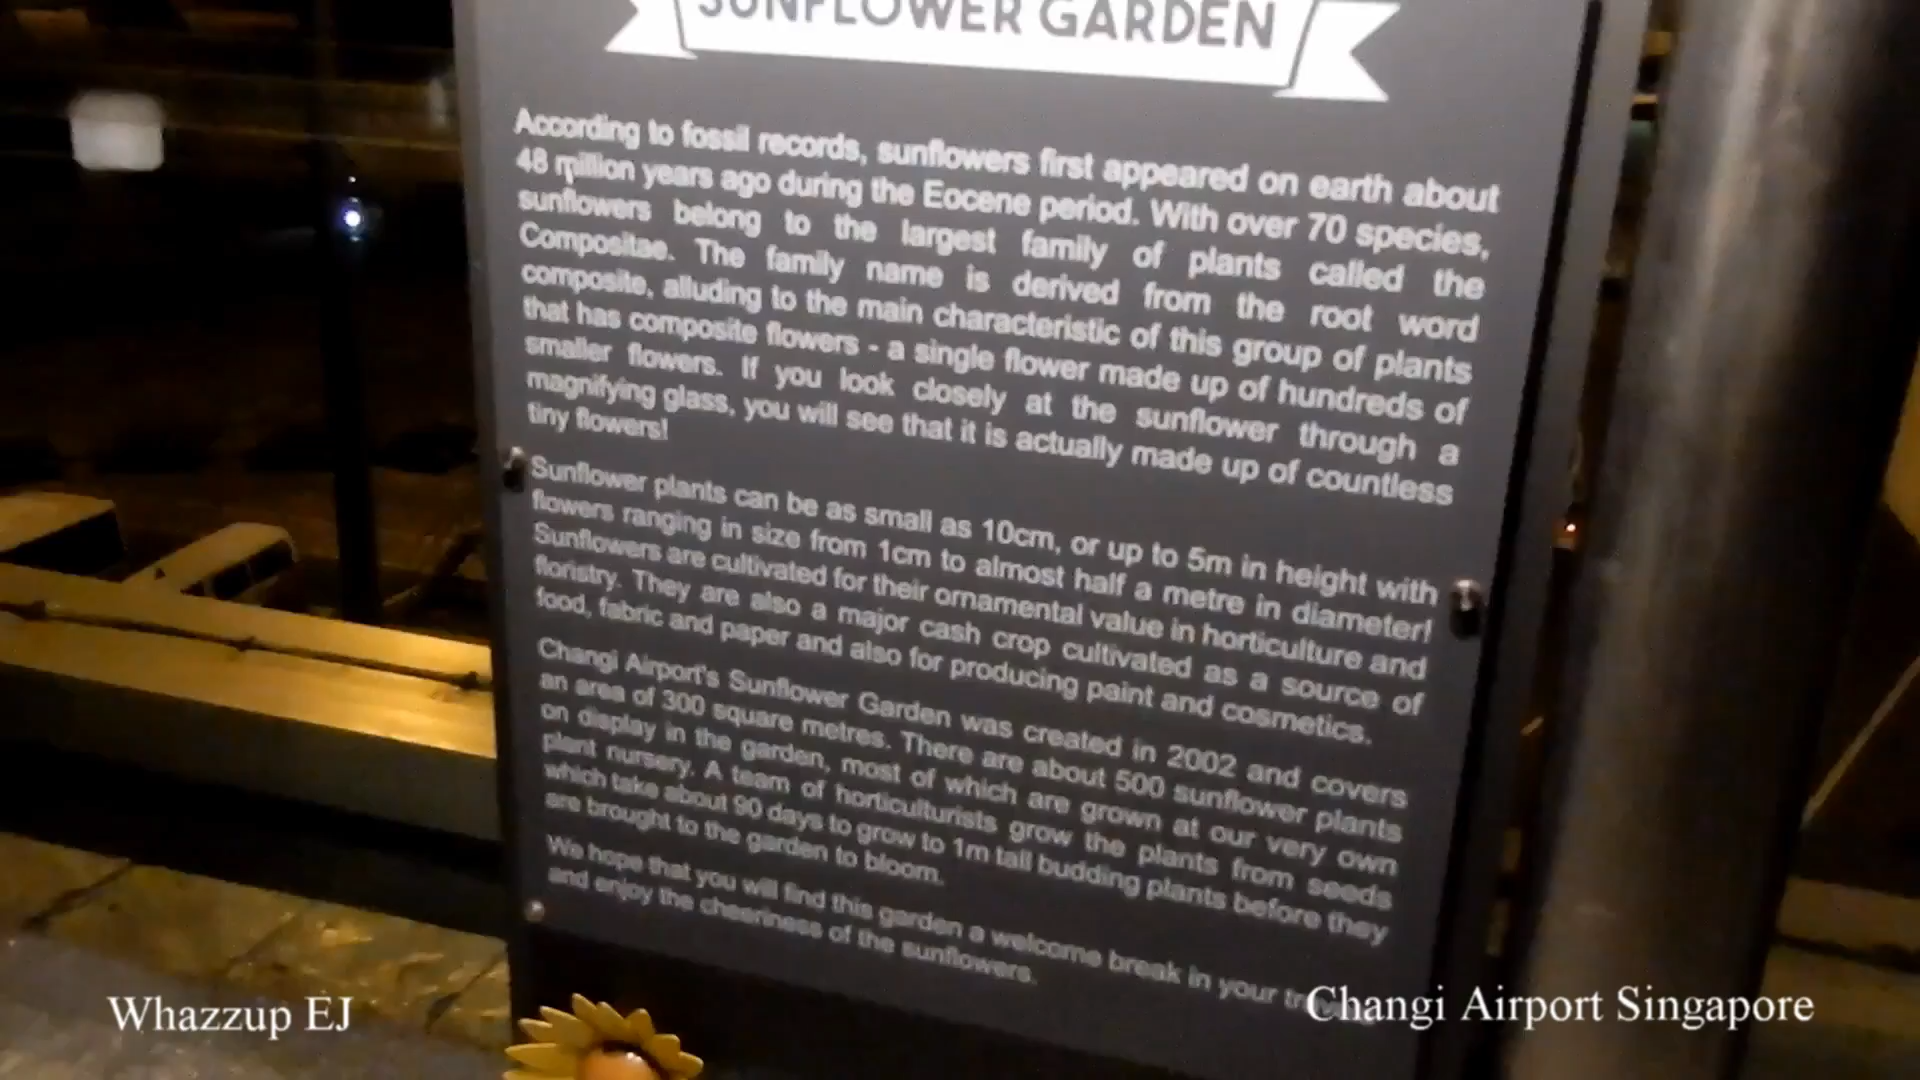 SUNFLOWER GARDEN
According to fossil records, sunflowers first appeared on earth about
48 million years ago during the Eocene period. With over 70 species,
sunflowers belong to the largest family of plants called the
Compositae. The family name is derived from the root word
composite, alluding to the main characteristic of this group of plants
that has composite flowers - a single flower made up of hundreds of
smaller flowers. If you look closely at the sunflower through a
magnifying glass, you will see that it is actually made up of countless
tiny flowers!
Sunflower plants can be as small as 10cm, or up to 5m in height with
flowers ranging in size from 1cm to almost half a metre in diameter!
Sunflowers are cultivated for their ornamental value in horticulture and
floristry. They are also a major cash crop cultivated as a source of
food, fabric and paper and also for producing paint and cosmetics.
Changi Airport's Sunflower Garden was created in 2002 and covers
an area of 300 square metres. There are about 500 sunflower plants
on display in the garden, most of which are grown at our very own
plant nursery. A team of horticulturists grow the plants from seeds
which take about 90 days to grow to 1m tall budding plants before they
are brought to the garden to bloom.
We hope that you will find this garden a welcome break in your
and enjoy the cheeriness of the sunflowers.
Whazzup EJ
Changi Airport Singapore